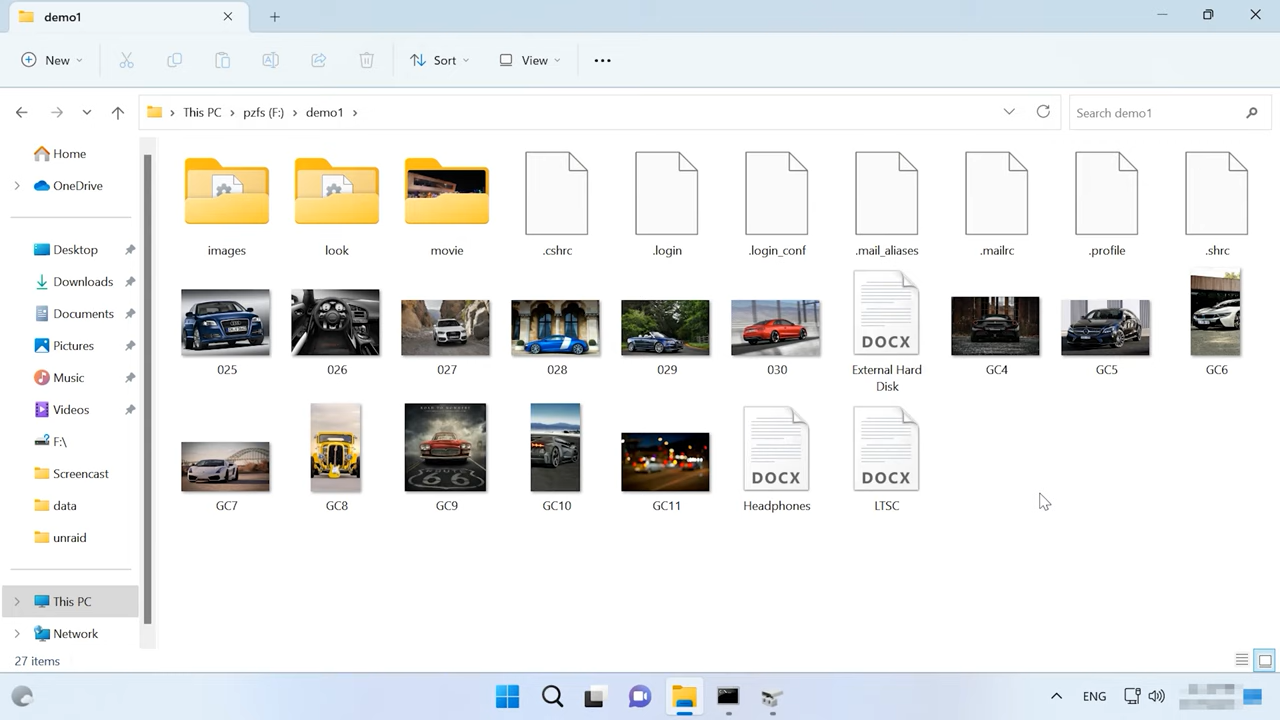 demo1
New
Sort
View
This PC > pzfs (F:) > demo1 >
Search demo1
Home
OneDrive
Desktop
Downloads
Documents
Pictures
Music
Videos
F:\
Screencast
data
unraid
This PC
Network
images
look
movie
.cshrc
.login
.login_conf
.mail_aliases
.mailrc
.profile
.shrc
025
026
027
028
029
030
DOCX
External Hard
Disk
GC4
GC5
GC6
GC7
GC8
66
GC9
GC10
GC11
DOCX
Headphones
DOCX
LTSC
27 items
ENG